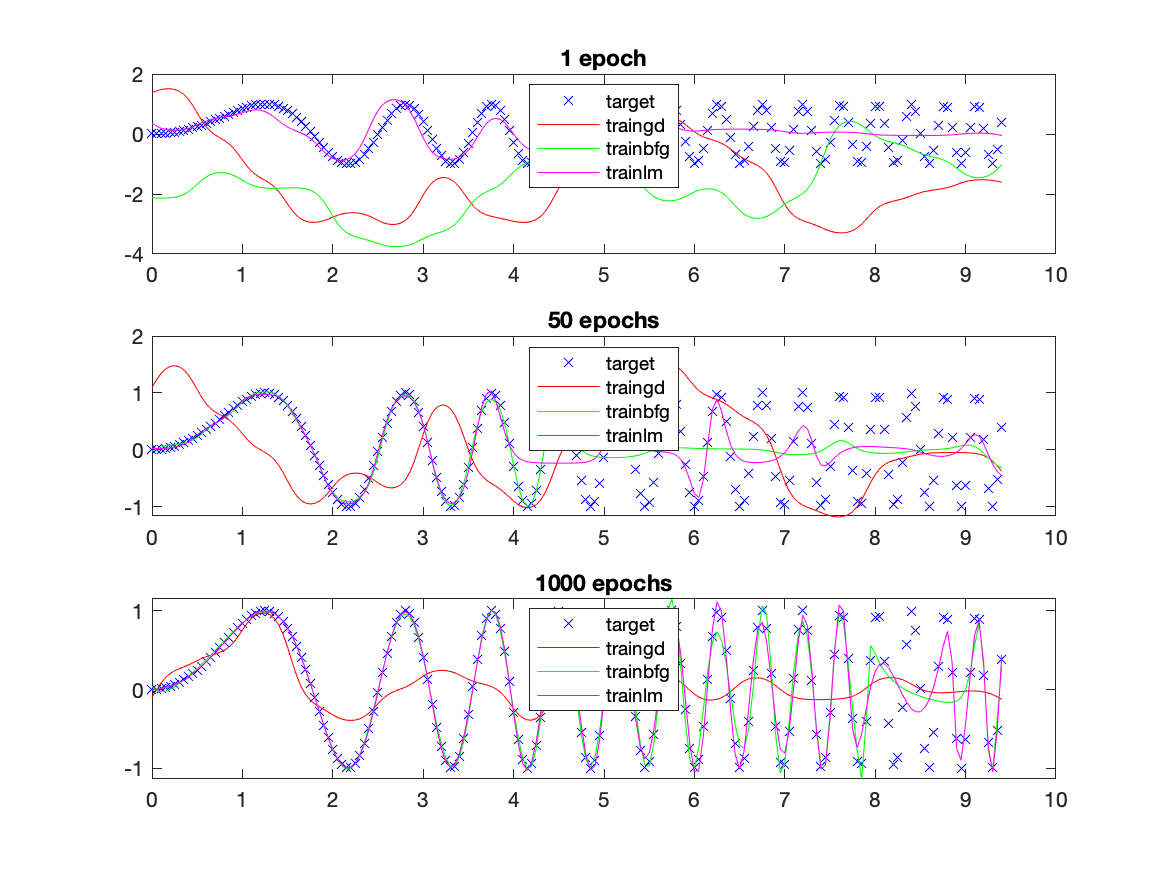 1 epoch
2
0
-2
-4
target
traingd
trainbfg
trainlm
0 1 2 3 4 5 6 7 8 9 10
50 epochs
2
1
0
-1
target
traingd
trainbfg
trainlm
0 1 2 3 4 5 6 7 8 9 10
1000 epochs
1
0
-1
target
traingd
trainbfg
trainlm
0 1 2 3 4 5 6 7 8 9 10